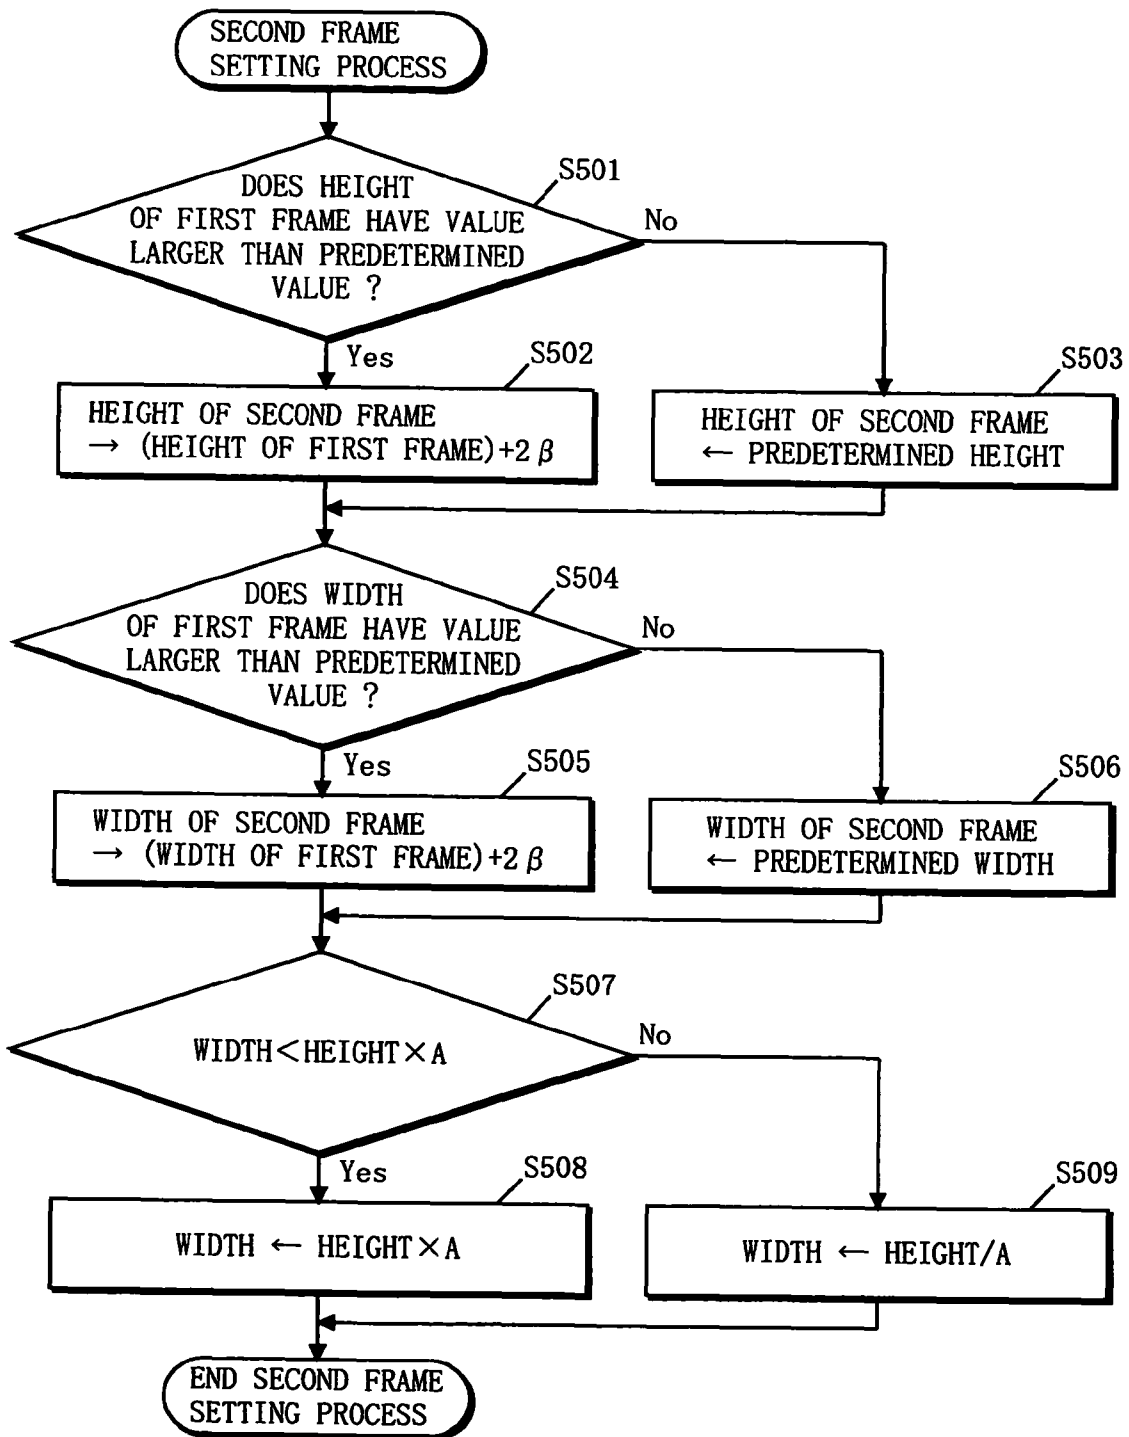 SECOND FRAME
SETTING PROCESS
S501
DOES HEIGHT
OF FIRST FRAME HAVE VALUE
LARGER THAN PREDETERMINED
VALUE ?
No
Yes
S502
HEIGHT OF SECOND FRAME
→ (HEIGHT OF FIRST FRAME)+2β
S503
HEIGHT OF SECOND FRAME
← PREDETERMINED HEIGHT
S504
DOES WIDTH
OF FIRST FRAME HAVE VALUE
LARGER THAN PREDETERMINED
VALUE ?
No
Yes
S505
WIDTH OF SECOND FRAME
→ (WIDTH OF FIRST FRAME)+2β
S506
WIDTH OF SECOND FRAME
← PREDETERMINED WIDTH
S507
WIDTH<HEIGHT×A
No
Yes
S508
WIDTH ← HEIGHT×A
S509
WIDTH ← HEIGHT/A
END SECOND FRAME
SETTING PROCESS